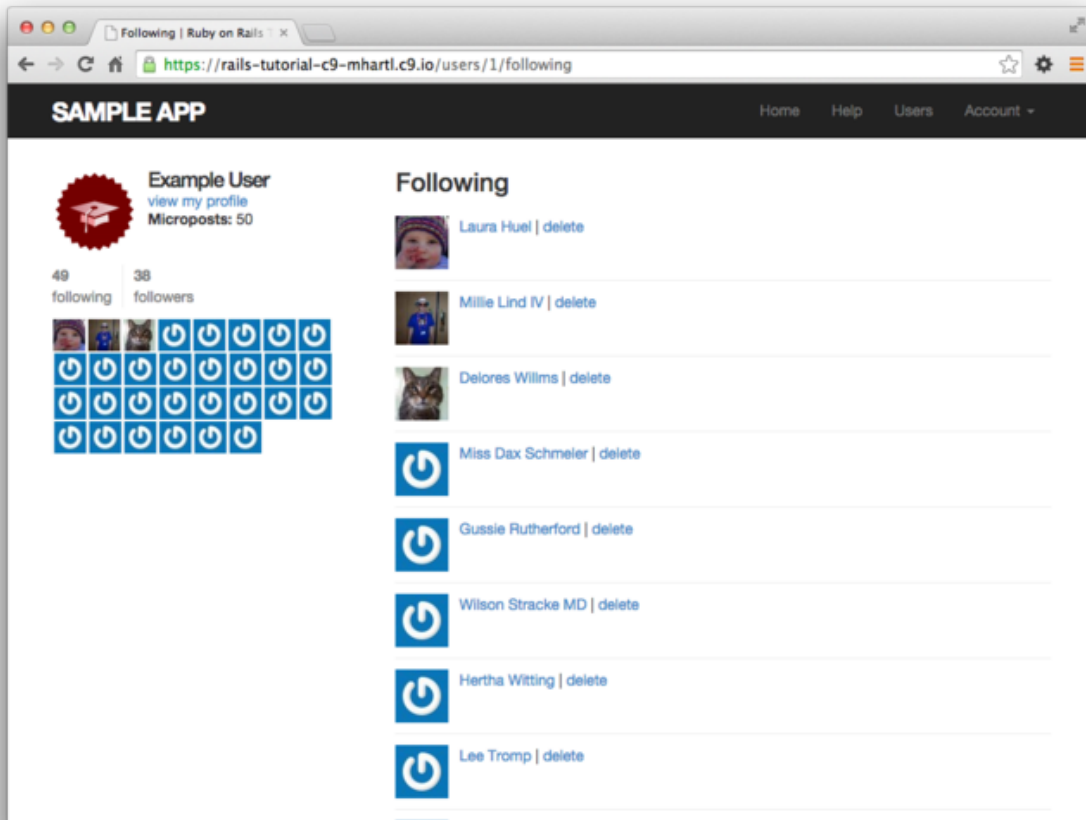 Following | Ruby on Rails T
https://rails-tutorial-c9-mhartl.c9.io/users/1/following
SAMPLE APP
Home Help Users Account
Example User
view my profile
Microposts: 50
49 38
following followers
Following
Laura Huel | delete
Millie Lind IV | delete
Delores Willms | delete
Miss Dax Schmeler | delete
Gussie Rutherford | delete
Wilson Stracke MD | delete
Hertha Witting | delete
Lee Tromp | delete